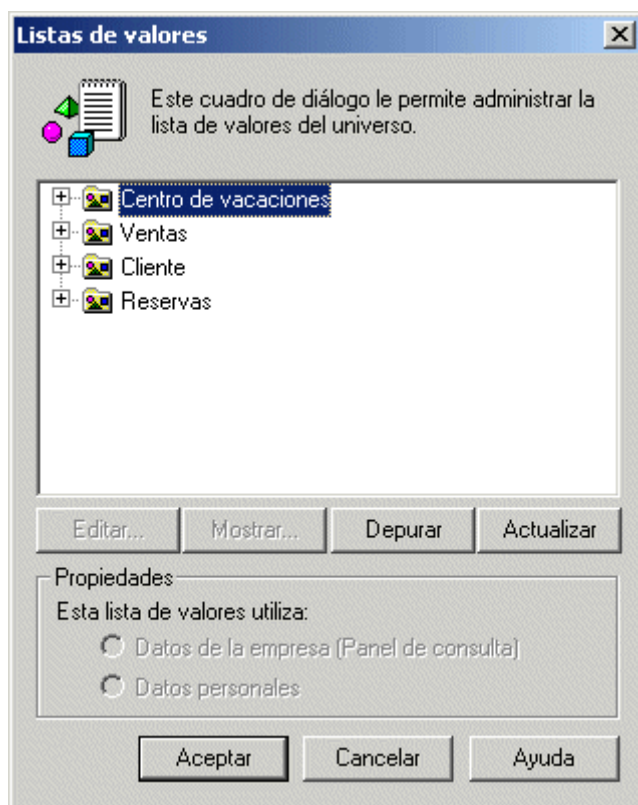 Listas de valores
Este cuadro de diálogo le permite administrar la
lista de valores del universo.
Centro de vacaciones
Ventas
Cliente
Reservas
Editar... Mostrar... Depurar Actualizar
Propiedades
Esta lista de valores utiliza:
Datos de la empresa (Panel de consulta)
Datos personales
Aceptar Cancelar Ayuda